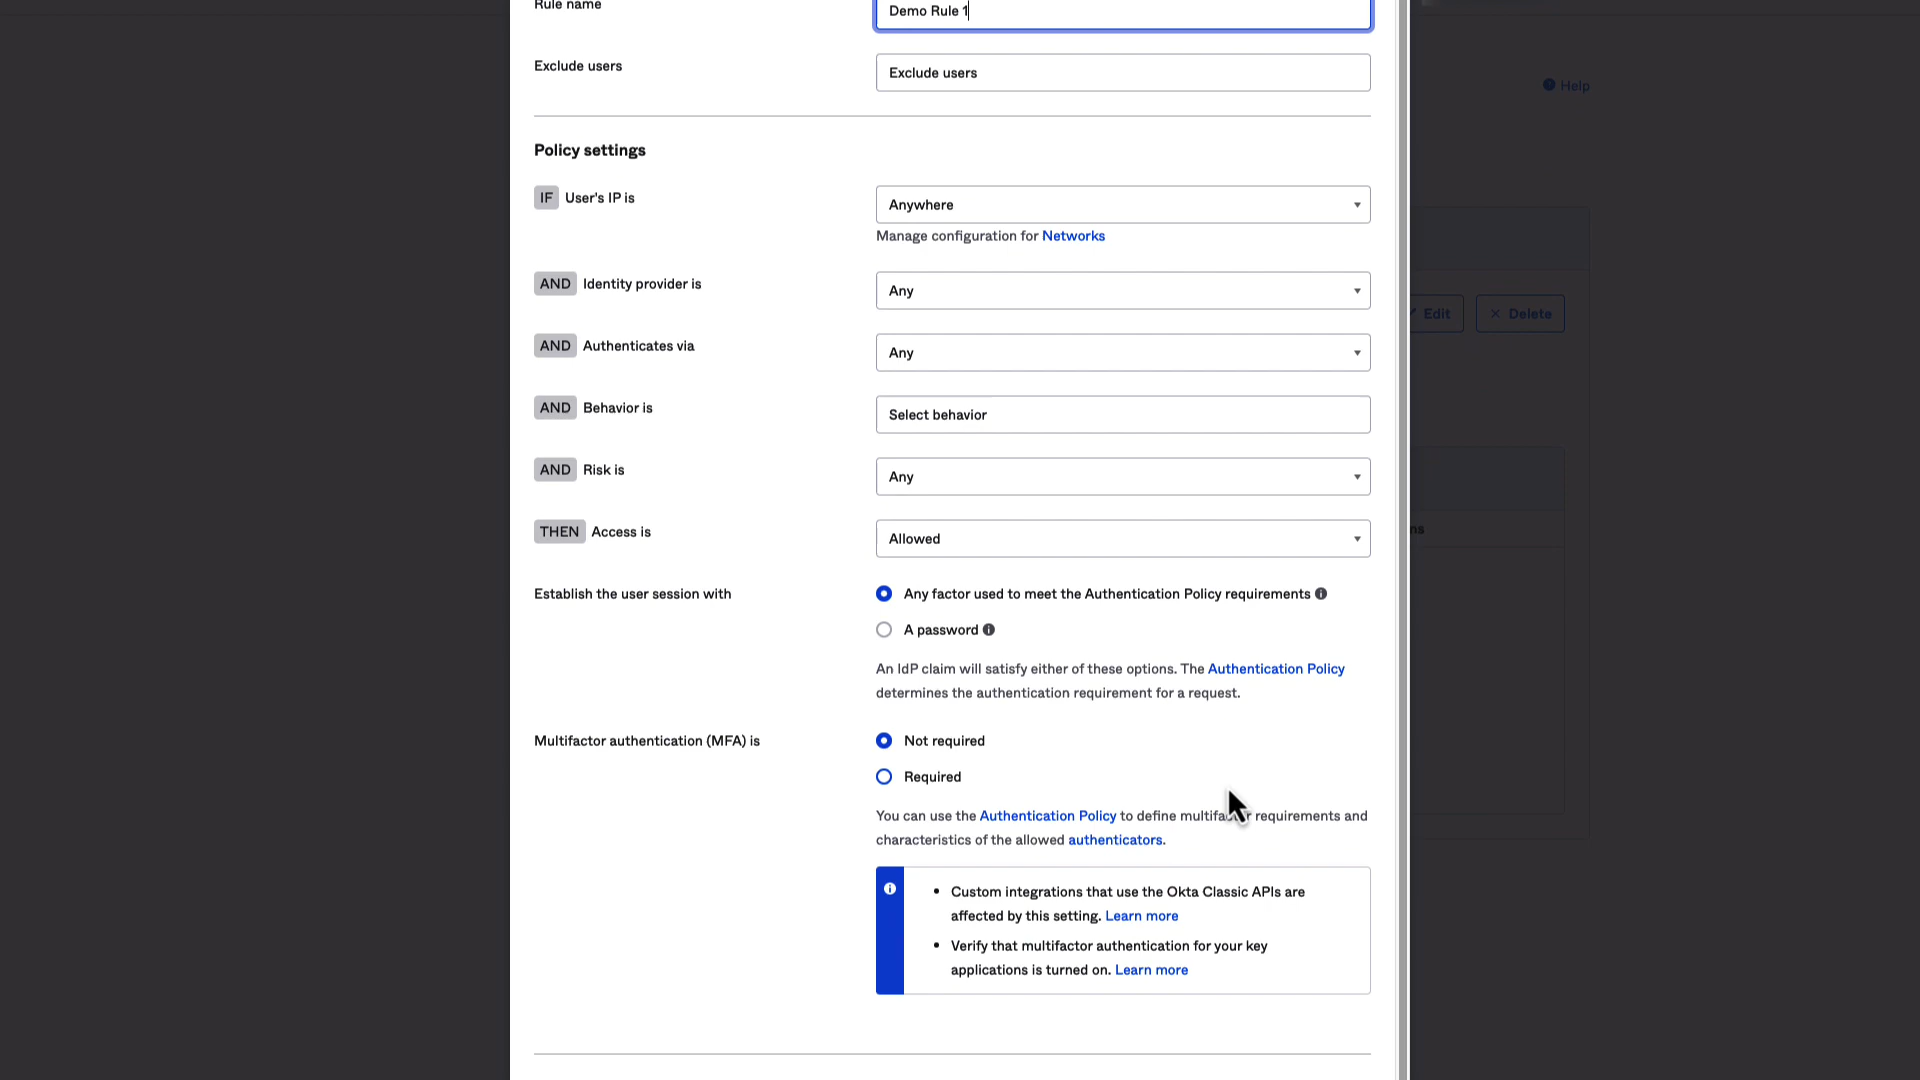 Rule name
Demo Rule 1
Exclude users
Exclude users
Help
Policy settings
IF User's IP is
Anywhere
Manage configuration for Networks
AND Identity provider is
Any
Edit
Delete
AND Authenticates via
Any
AND Behavior is
Select behavior
AND Risk is
Any
THEN Access is
Allowed
Establish the user session with
Any factor used to meet the Authentication Policy requirements
A password
An IdP claim will satisfy either of these options. The Authentication Policy
determines the authentication requirement for a request.
Multifactor authentication (MFA) is
Not required
Required
You can use the Authentication Policy to define multifactor requirements and
characteristics of the allowed authenticators.
• Custom integrations that use the Okta Classic APIs are
affected by this setting. Learn more
• Verify that multifactor authentication for your key
applications is turned on. Learn more